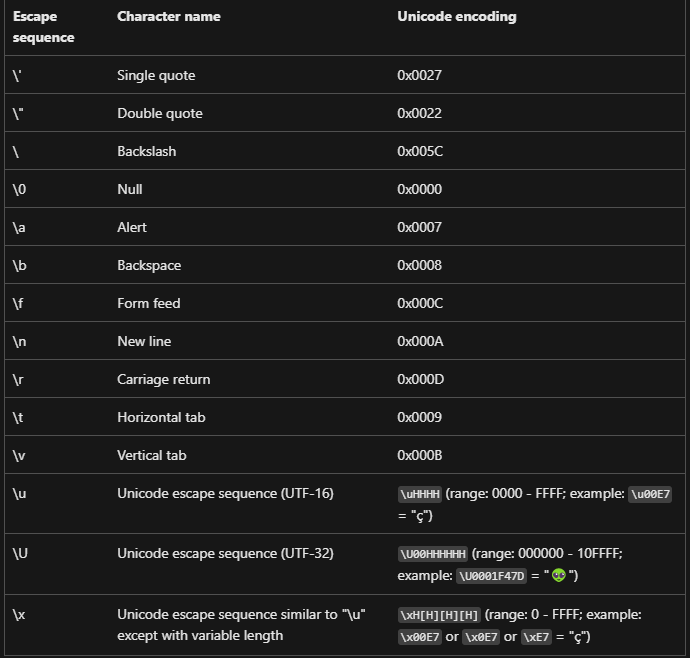 Escape Character name Unicode encoding
sequence
\' Single quote 0x0027
\" Double quote 0x0022
\ Backslash 0x005C
\0 Null 0x0000
\a Alert 0x0007
\b Backspace 0x0008
\f Form feed 0x000C
\n New line 0x000A
\r Carriage return 0x000D
\t Horizontal tab 0x0009
\v Vertical tab 0x000B
\u Unicode escape sequence (UTF-16) \uHHHH (range: 0000 - FFFF; example: \u00E7
= "ç")
\U Unicode escape sequence (UTF-32) \U00HHHHHH (range: 000000 - 10FFFF;
example: \U0001F47D = "👽")
\x Unicode escape sequence similar to "\u" \xH[H][H][H] (range: 0 - FFFF; example:
except with variable length \x00E7 or \x0E7 or \xE7 = "ç")